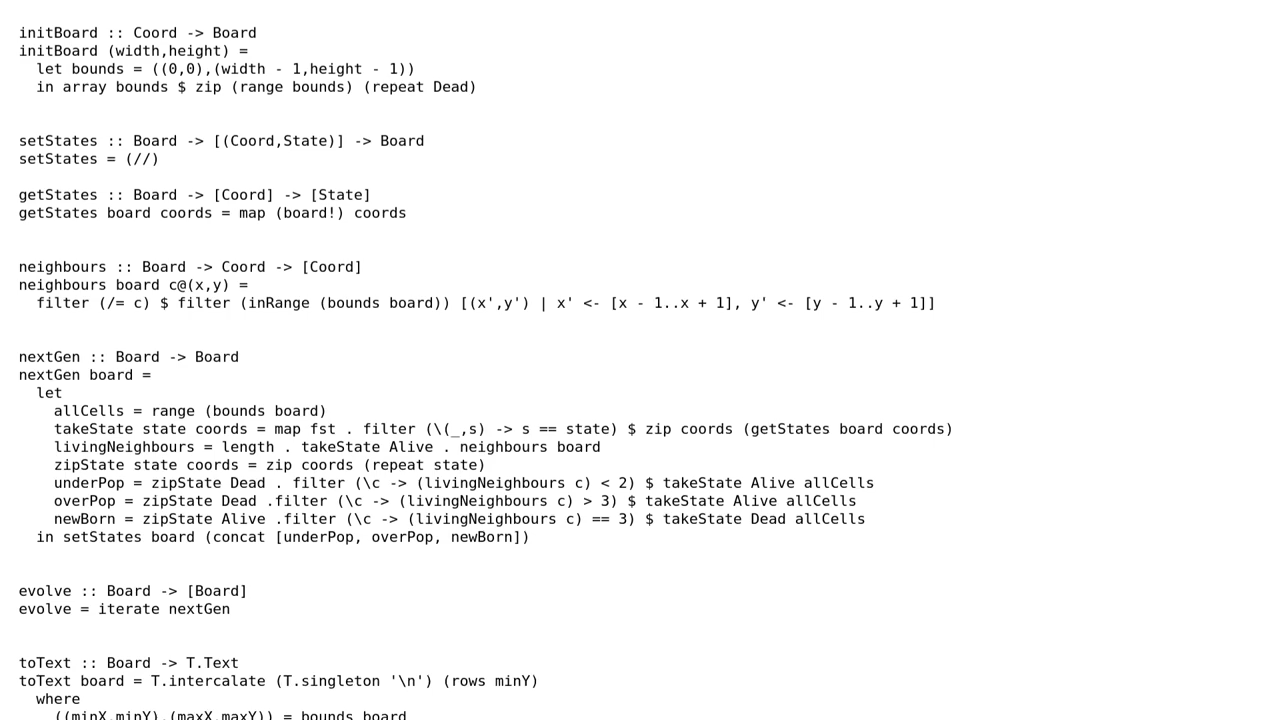 initBoard :: Coord -> Board
initBoard (width,height) =
  let bounds = ((0,0),(width - 1,height - 1))
  in array bounds $ zip (range bounds) (repeat Dead)
setStates :: Board -> [(Coord,State)] -> Board
setStates = (//)
getStates :: Board -> [Coord] -> [State]
getStates board coords = map (board!) coords
neighbours :: Board -> Coord -> [Coord]
neighbours board c@(x,y) =
  filter (/= c) $ filter (inRange (bounds board)) [(x',y') | x' <- [x - 1..x + 1], y' <- [y - 1..y + 1]]
nextGen :: Board -> Board
nextGen board =
  let
    allCells = range (bounds board)
    takeState state coords = map fst . filter (\(_,s) -> s == state) $ zip coords (getStates board coords)
    livingNeighbours = length . takeState Alive . neighbours board
    zipState state coords = zip coords (repeat state)
    underPop = zipState Dead . filter (\c -> (livingNeighbours c) < 2) $ takeState Alive allCells
    overPop = zipState Dead .filter (\c -> (livingNeighbours c) > 3) $ takeState Alive allCells
    newBorn = zipState Alive .filter (\c -> (livingNeighbours c) == 3) $ takeState Dead allCells
  in setStates board (concat [underPop, overPop, newBorn])
evolve :: Board -> [Board]
evolve = iterate nextGen
toText :: Board -> T.Text
toText board = T.intercalate (T.singleton '\n') (rows minY)
  where
    ((minX,minY),(maxX,maxY)) = bounds board